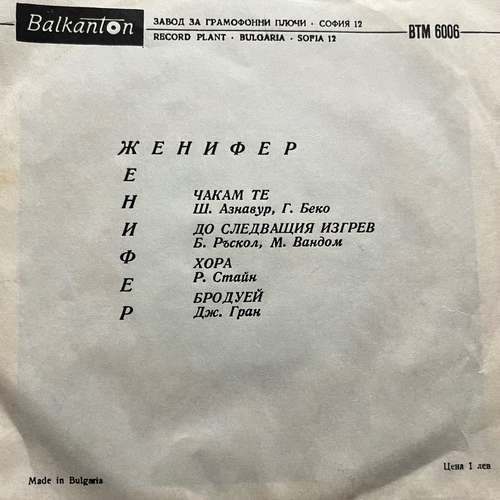 Balkanton
ЗАВОД ЗА ГРАМОФОННИ ПЛОЧИ · СОФИЯ 12
RECORD PLANT · BULGARIA · SOFIA 12
BTM 6006
ЖЕНИФЕР
Е
Н
И
Ф
Е
Р
ЧАКАМ ТЕ
Ш. Азнавур, Г. Беко
ДО СЛЕДВАЩИЯ ИЗГРЕВ
Б. Ръскол, М. Вандом
ХОРА
Р. Стайн
БРОДУЕЙ
Дж. Гран
Цена 1 лев
Made in Bulgaria